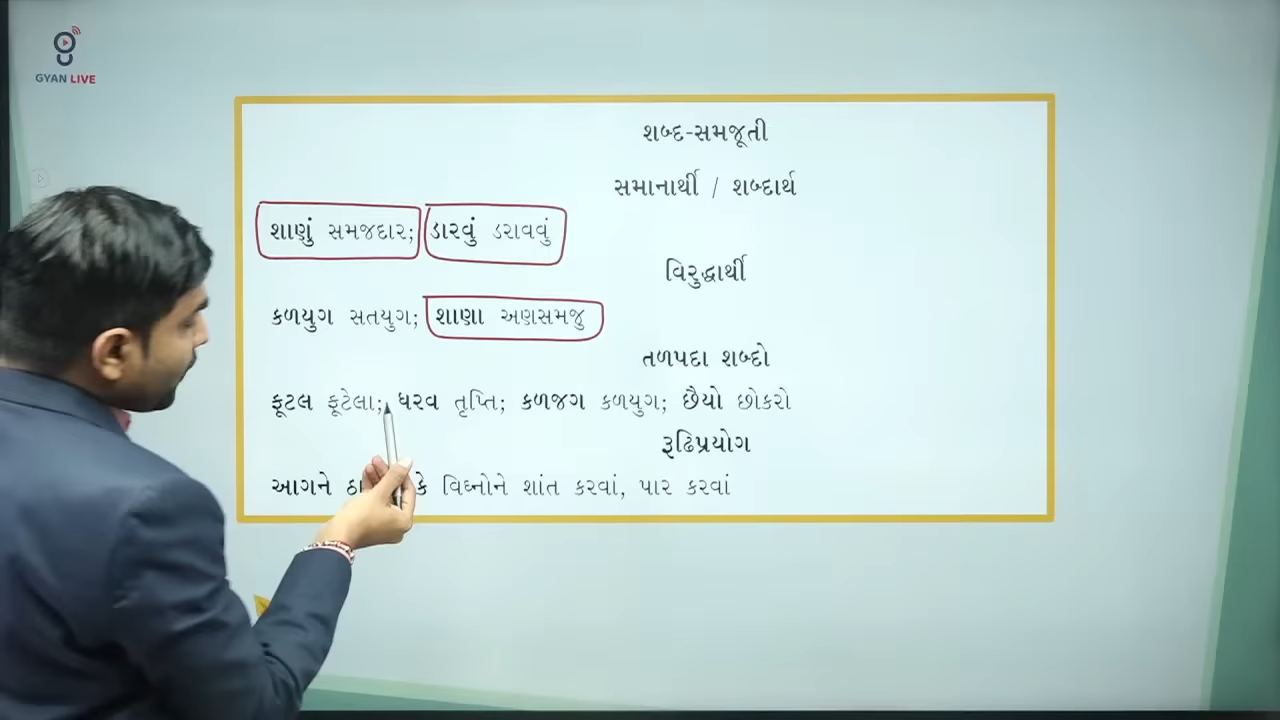 GYAN LIVE
શબ્દ-સમજૂતી
સમાનાર્થી / શબ્દાર્થ
શાણું સમજદાર; ડારવું ડરાવવું
વિરુદ્ધાર્થી
કળયુગ સતયુગ; શાણા અણસમજુ
તળપદા શબ્દો
ફૂટલ ફૂટેલા; ધરવ તૃપ્તિ; કળજગ કળયુગ; છૈયો છોકરો
રૂઢિપ્રયોગ
આગને વિઘ્નોને શાંત કરવાં, પાર કરવાં